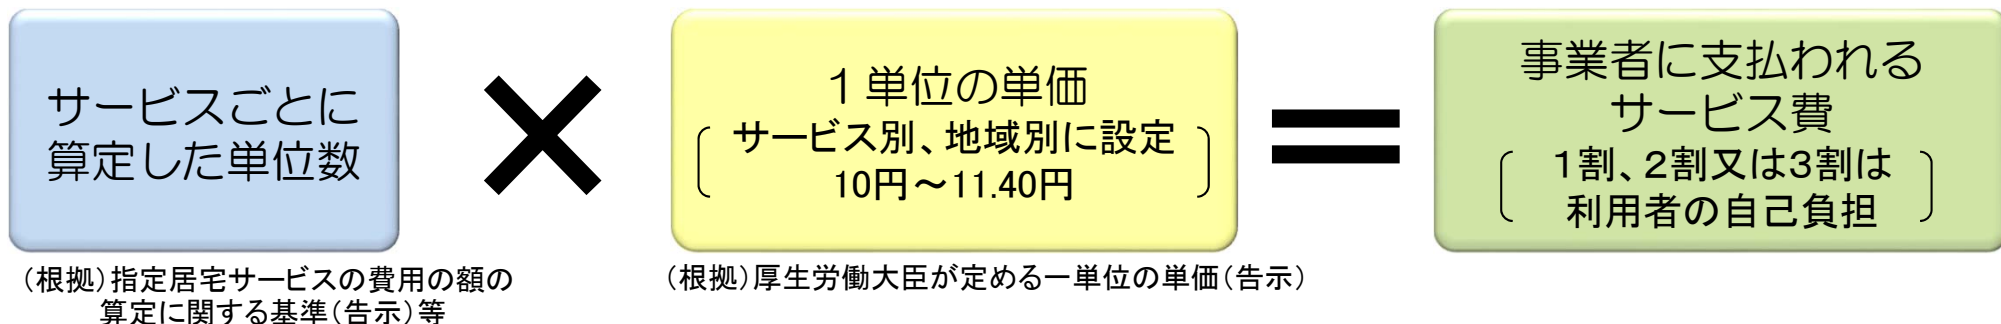 サービスごとに
算定した単位数
×
1単位の単価
サービス別、地域別に設定
10円～11.40円
＝
事業者に支払われる
サービス費
1割、2割又は3割は
利用者の自己負担
（根拠）指定居宅サービスの費用の額の
算定に関する基準（告示）等
（根拠）厚生労働大臣が定める一単位の単価（告示）